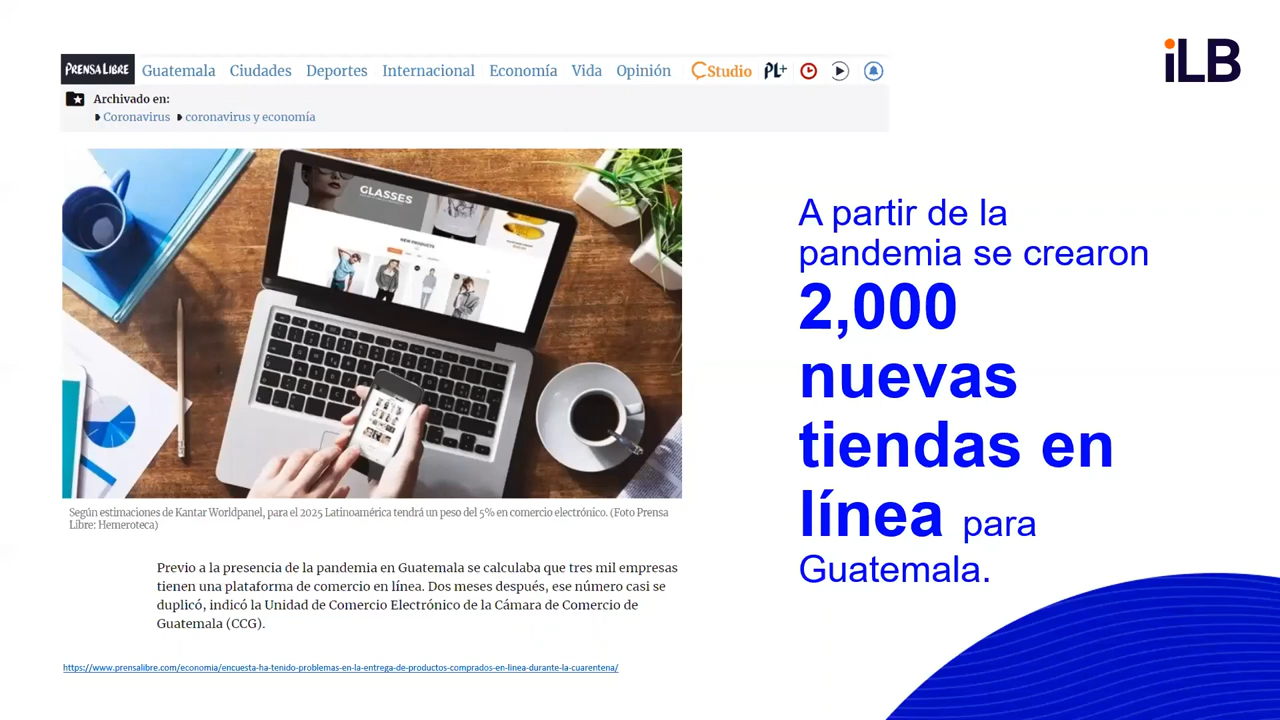 PRENSA LIBRE Guatemala Ciudades Deportes Internacional Economía Vida Opinión Studio PL+
Archivado en:
Coronavirus coronavirus y economía
GLASSES
NEW PRODUCTS
Según estimaciones de Kantar Worldpanel, para el 2025 Latinoamérica tendrá un peso del 5% en comercio electrónico. (Foto Prensa
Libre: Hemeroteca)
Previo a la presencia de la pandemia en Guatemala se calculaba que tres mil empresas
tienen una plataforma de comercio en línea. Dos meses después, ese número casi se
duplicó, indicó la Unidad de Comercio Electrónico de la Cámara de Comercio de
Guatemala (CCG).
https://www.prensalibre.com/economia/encuesta-ha-tenido-problemas-en-la-entrega-de-productos-comprados-en-linea-durante-la-cuarentena/
iLB
A partir de la
pandemia se crearon
2,000
nuevas
tiendas en
línea para
Guatemala.